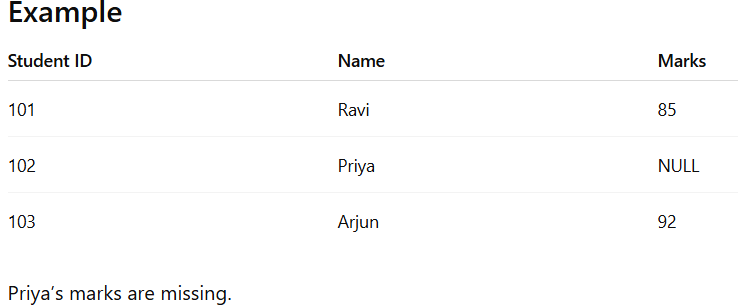 Example
Student ID Name Marks
101 Ravi 85
102 Priya NULL
103 Arjun 92
Priya’s marks are missing.